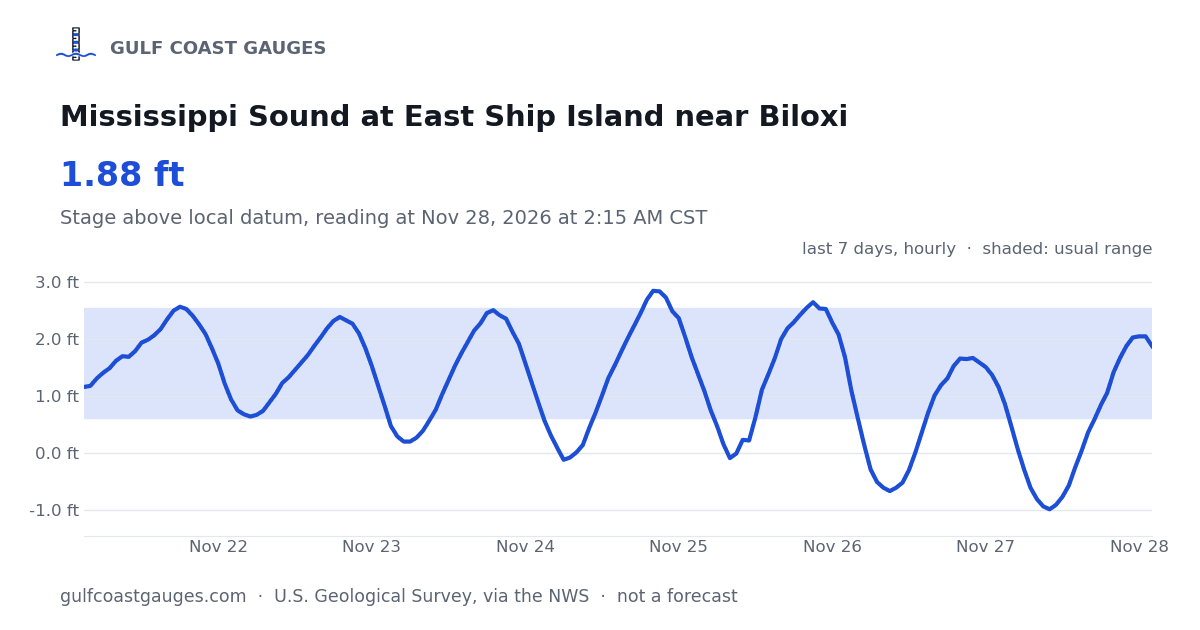 GULF COAST GAUGES
Mississippi Sound at East Ship Island near Biloxi
1.88 ft
Stage above local datum, reading at Nov 28, 2026 at 2:15 AM CST
last 7 days, hourly · shaded: usual range
3.0 ft
2.0 ft
1.0 ft
0.0 ft
-1.0 ft
Nov 22 Nov 23 Nov 24 Nov 25 Nov 26 Nov 27 Nov 28
gulfcoastgauges.com · U.S. Geological Survey, via the NWS · not a forecast